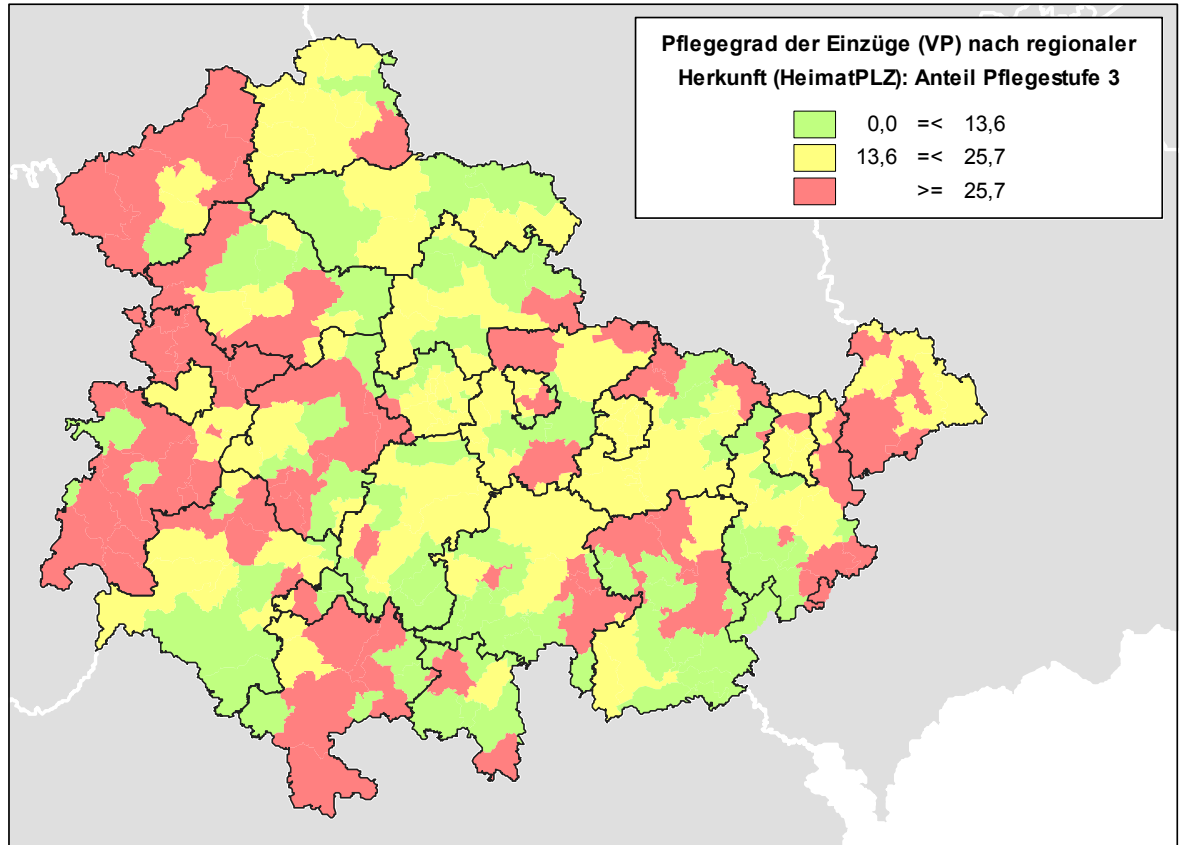 Pflegegrad der Einzüge (VP) nach regionaler
Herkunft (HeimatPLZ): Anteil Pflegestufe 3
0,0 =< 13,6
13,6 =< 25,7
>= 25,7